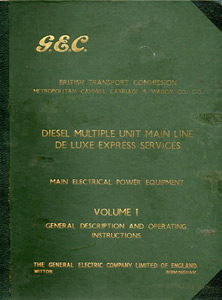 G.E.C.
BRITISH TRANSPORT COMMISSION
METROPOLITAN CAMMELL CARRIAGE & WAGON CO.
DIESEL MULTIPLE UNIT MAIN LINE
DE LUXE EXPRESS SERVICES
MAIN ELECTRICAL POWER EQUIPMENT
VOLUME I
GENERAL DESCRIPTION AND OPERATING
INSTRUCTIONS
THE GENERAL ELECTRIC COMPANY LIMITED OF ENGLAND
WITTON BIRMINGHAM